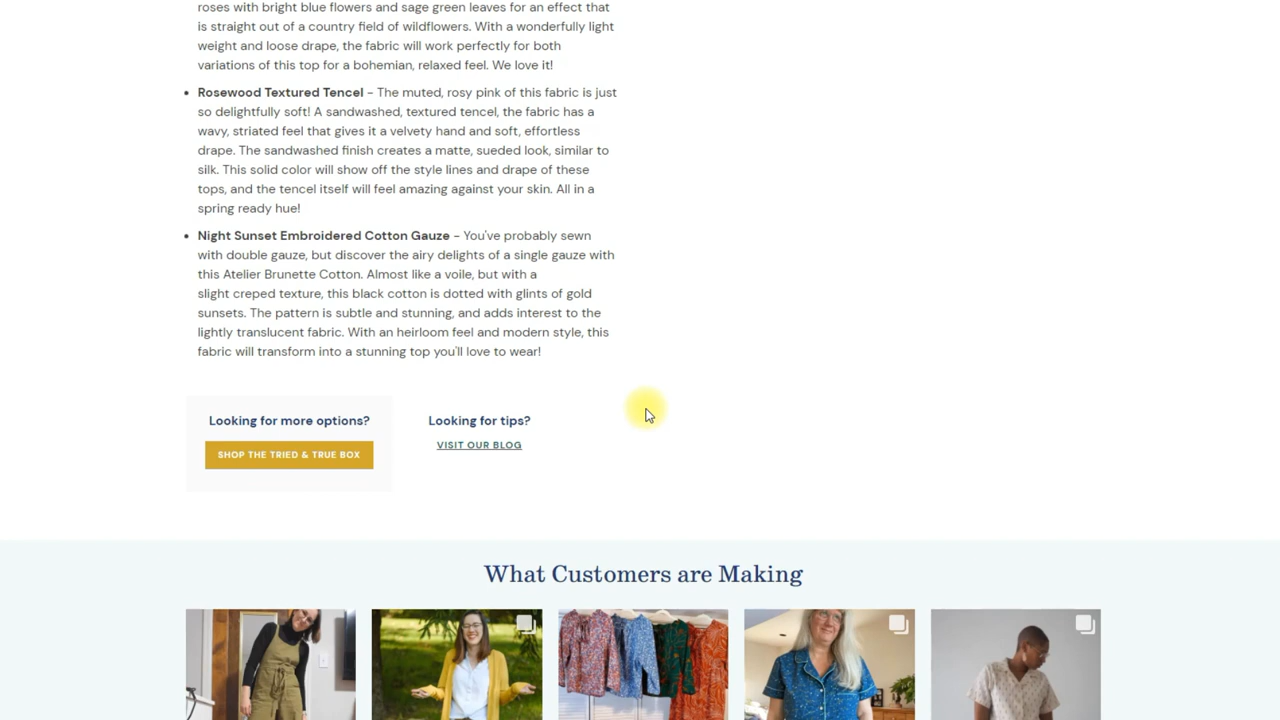 roses with bright blue flowers and sage green leaves for an effect that
is straight out of a country field of wildflowers. With a wonderfully light
weight and loose drape, the fabric will work perfectly for both
variations of this top for a bohemian, relaxed feel. We love it!
• Rosewood Textured Tencel - The muted, rosy pink of this fabric is just
so delightfully soft! A sandwashed, textured tencel, the fabric has a
wavy, striated feel that gives it a velvety hand and soft, effortless
drape. The sandwashed finish creates a matte, sueded look, similar to
silk. This solid color will show off the style lines and drape of these
tops, and the tencel itself will feel amazing against your skin. All in a
spring ready hue!
• Night Sunset Embroidered Cotton Gauze - You've probably sewn
with double gauze, but discover the airy delights of a single gauze with
this Atelier Brunette Cotton. Almost like a voile, but with a
slight creped texture, this black cotton is dotted with glints of gold
sunsets. The pattern is subtle and stunning, and adds interest to the
lightly translucent fabric. With an heirloom feel and modern style, this
fabric will transform into a stunning top you'll love to wear!
Looking for more options?
SHOP THE TRIED & TRUE BOX
Looking for tips?
VISIT OUR BLOG
What Customers are Making